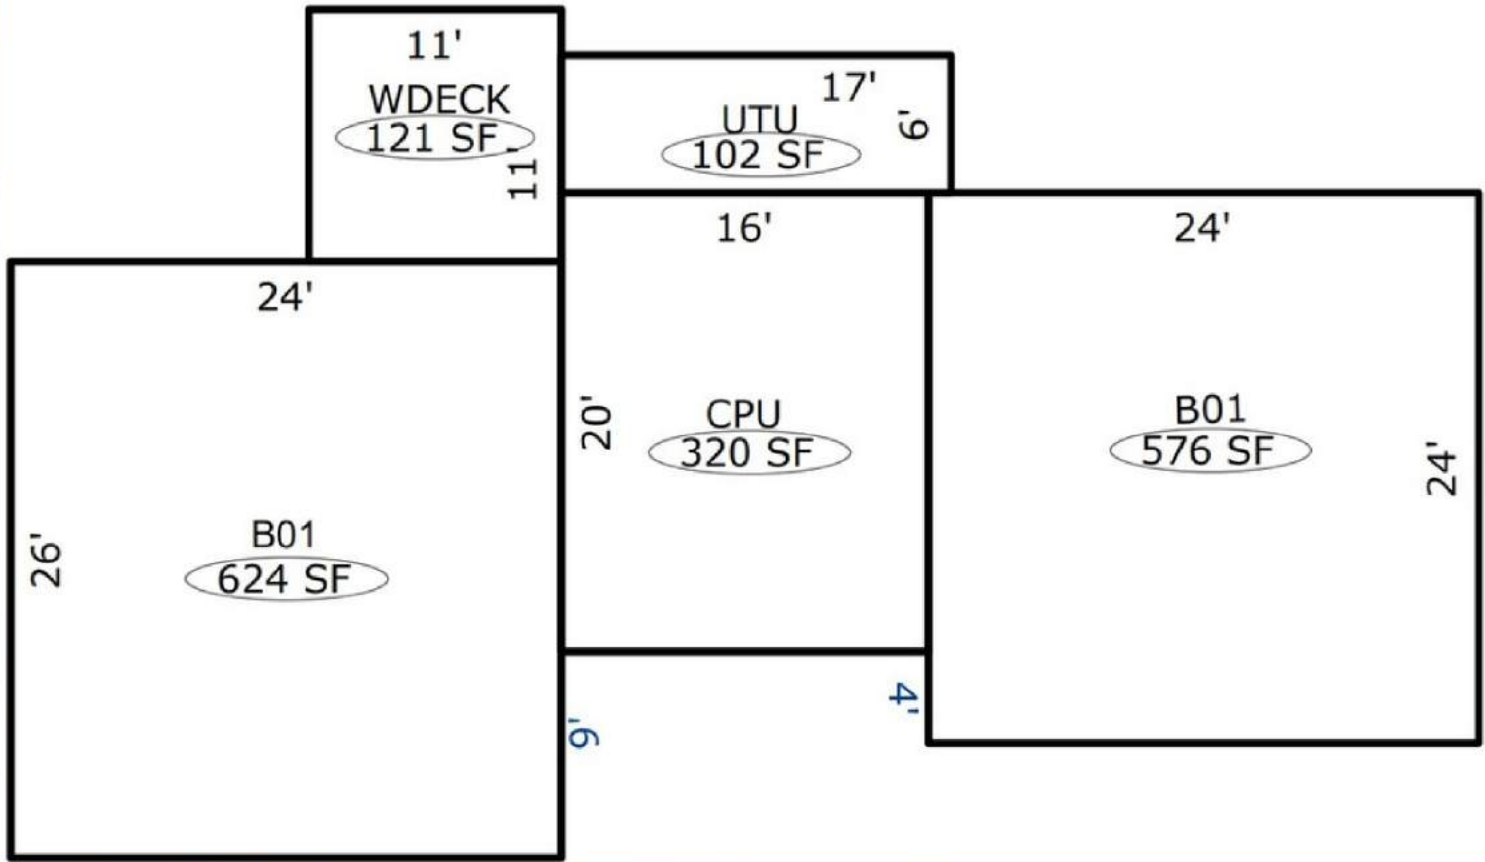 11'
WDECK
121 SF
11'
17'
UTU
102 SF
6'
16'
24'
24'
20'
CPU
320 SF
B01
576 SF
24'
26'
B01
624 SF
4'
9'